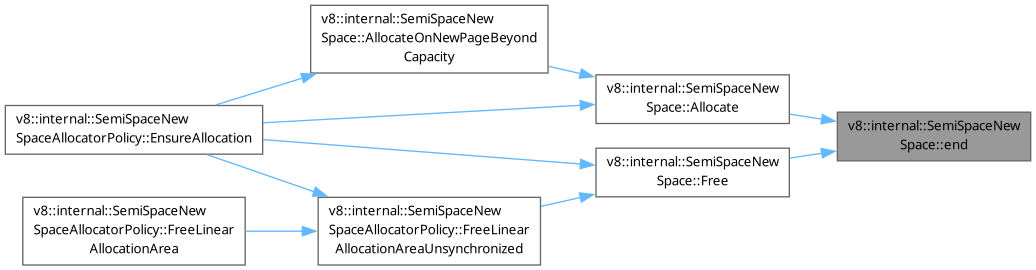 v8::internal::SemiSpaceNew
Space::AllocateOnNewPageBeyond
Capacity
v8::internal::SemiSpaceNew
Space::Allocate
v8::internal::SemiSpaceNew
SpaceAllocatorPolicy::EnsureAllocation
v8::internal::SemiSpaceNew
Space::end
v8::internal::SemiSpaceNew
Space::Free
v8::internal::SemiSpaceNew
SpaceAllocatorPolicy::FreeLinear
AllocationArea
v8::internal::SemiSpaceNew
SpaceAllocatorPolicy::FreeLinear
AllocationAreaUnsynchronized